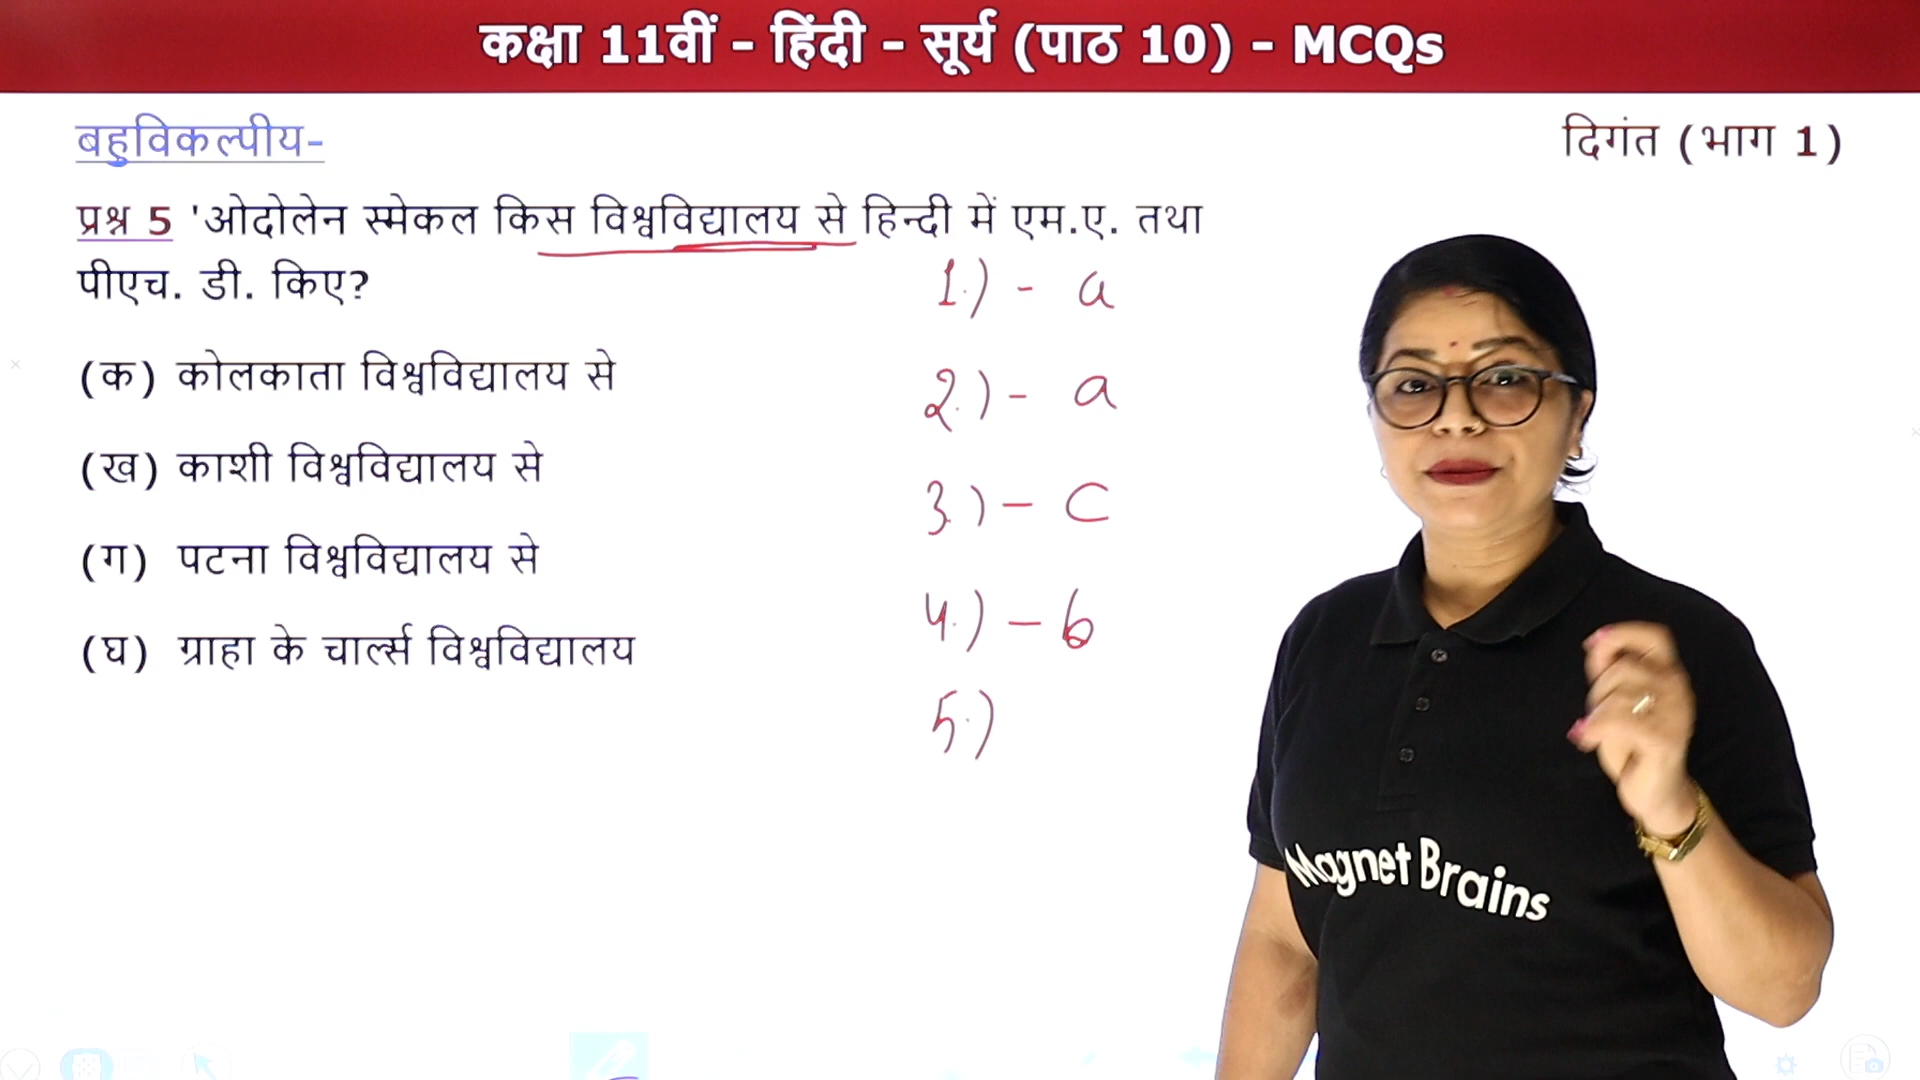 कक्षा 11वीं - हिंदी - सूर्य (पाठ 10) - MCQs
बहुविकल्पीय-
दिगंत (भाग 1)
प्रश्न 5 'ओदोलेन स्मेकल किस विश्वविद्यालय से हिन्दी में एम.ए. तथा
पीएच. डी. किए?
(क) कोलकाता विश्वविद्यालय से
(ख) काशी विश्वविद्यालय से
(ग) पटना विश्वविद्यालय से
(घ) ग्राहा के चार्ल्स विश्वविद्यालय
1.) - a
2.) - a
3.) - c
4.) - b
5.)
Magnet Brains